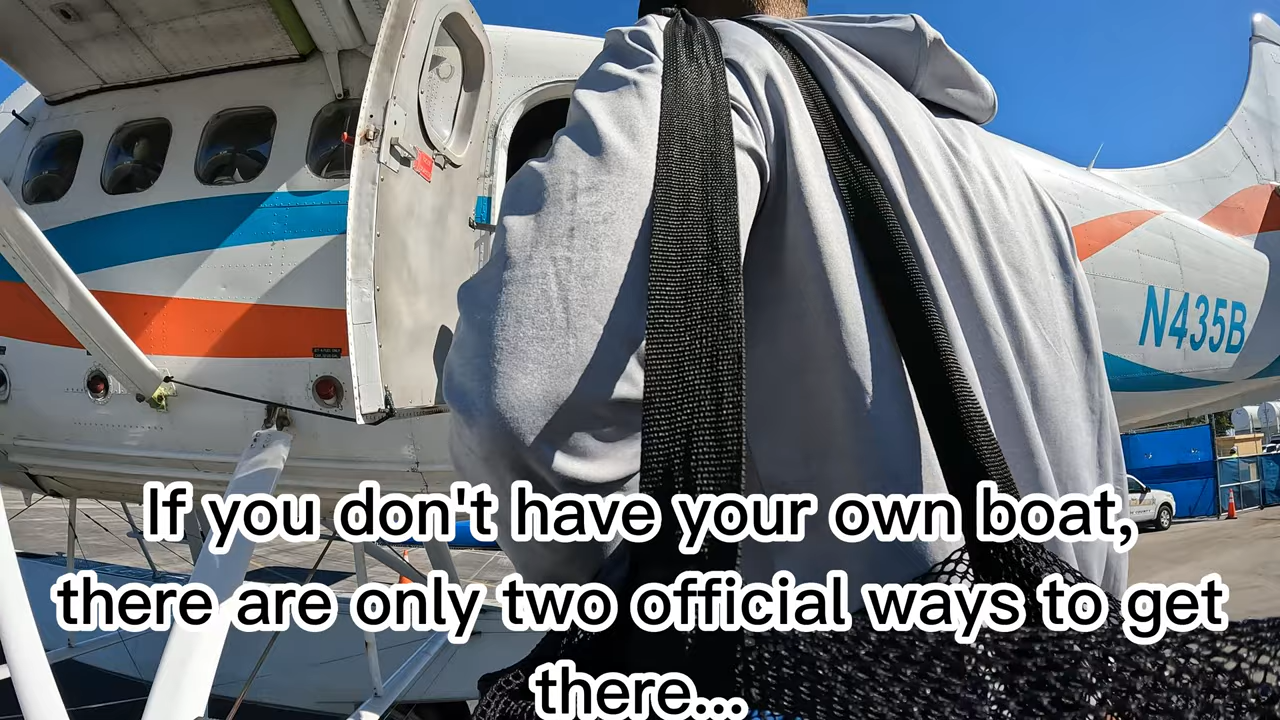 N435B
If you don't have your own boat,
there are only two official ways to get
there...